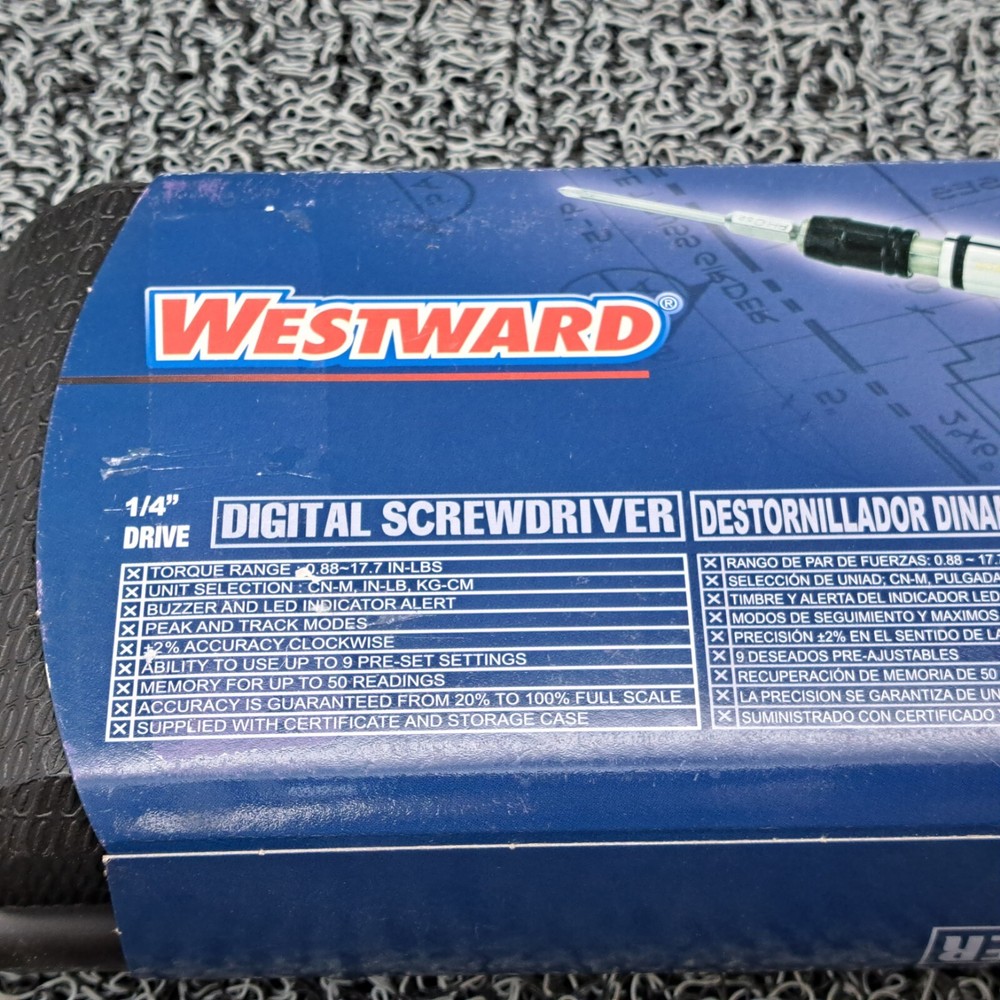 WESTWARD®
1/4” DRIVE
DIGITAL SCREWDRIVER
TORQUE RANGE : 0.88~17.7 IN-LBS
UNIT SELECTION : CN-M, IN-LB, KG-CM
BUZZER AND LED INDICATOR ALERT
PEAK AND TRACK MODES
±2% ACCURACY CLOCKWISE
ABILITY TO USE UP TO 9 PRE-SET SETTINGS
MEMORY FOR UP TO 50 READINGS
ACCURACY IS GUARANTEED FROM 20% TO 100% FULL SCALE
SUPPLIED WITH CERTIFICATE AND STORAGE CASE
DESTORNILLADOR DINA
RANGO DE PAR DE FUERZAS: 0.88 ~ 17.
SELECCIÓN DE UNIAD; CN-M, PULGADA
TIMBRE Y ALERTA DEL INDICADOR LED
MODOS DE SEGUIMIENTO Y MAXIMOS
PRECISIÓN ±2% EN EL SENTIDO DE
9 DESEADOS PRE-AJUSTABLES
RECUPERACIÓN DE MEMORIA DE 50
LA PRECISION SE GARANTIZA DE UN
SUMINISTRADO CON CERTIFICADO
ER